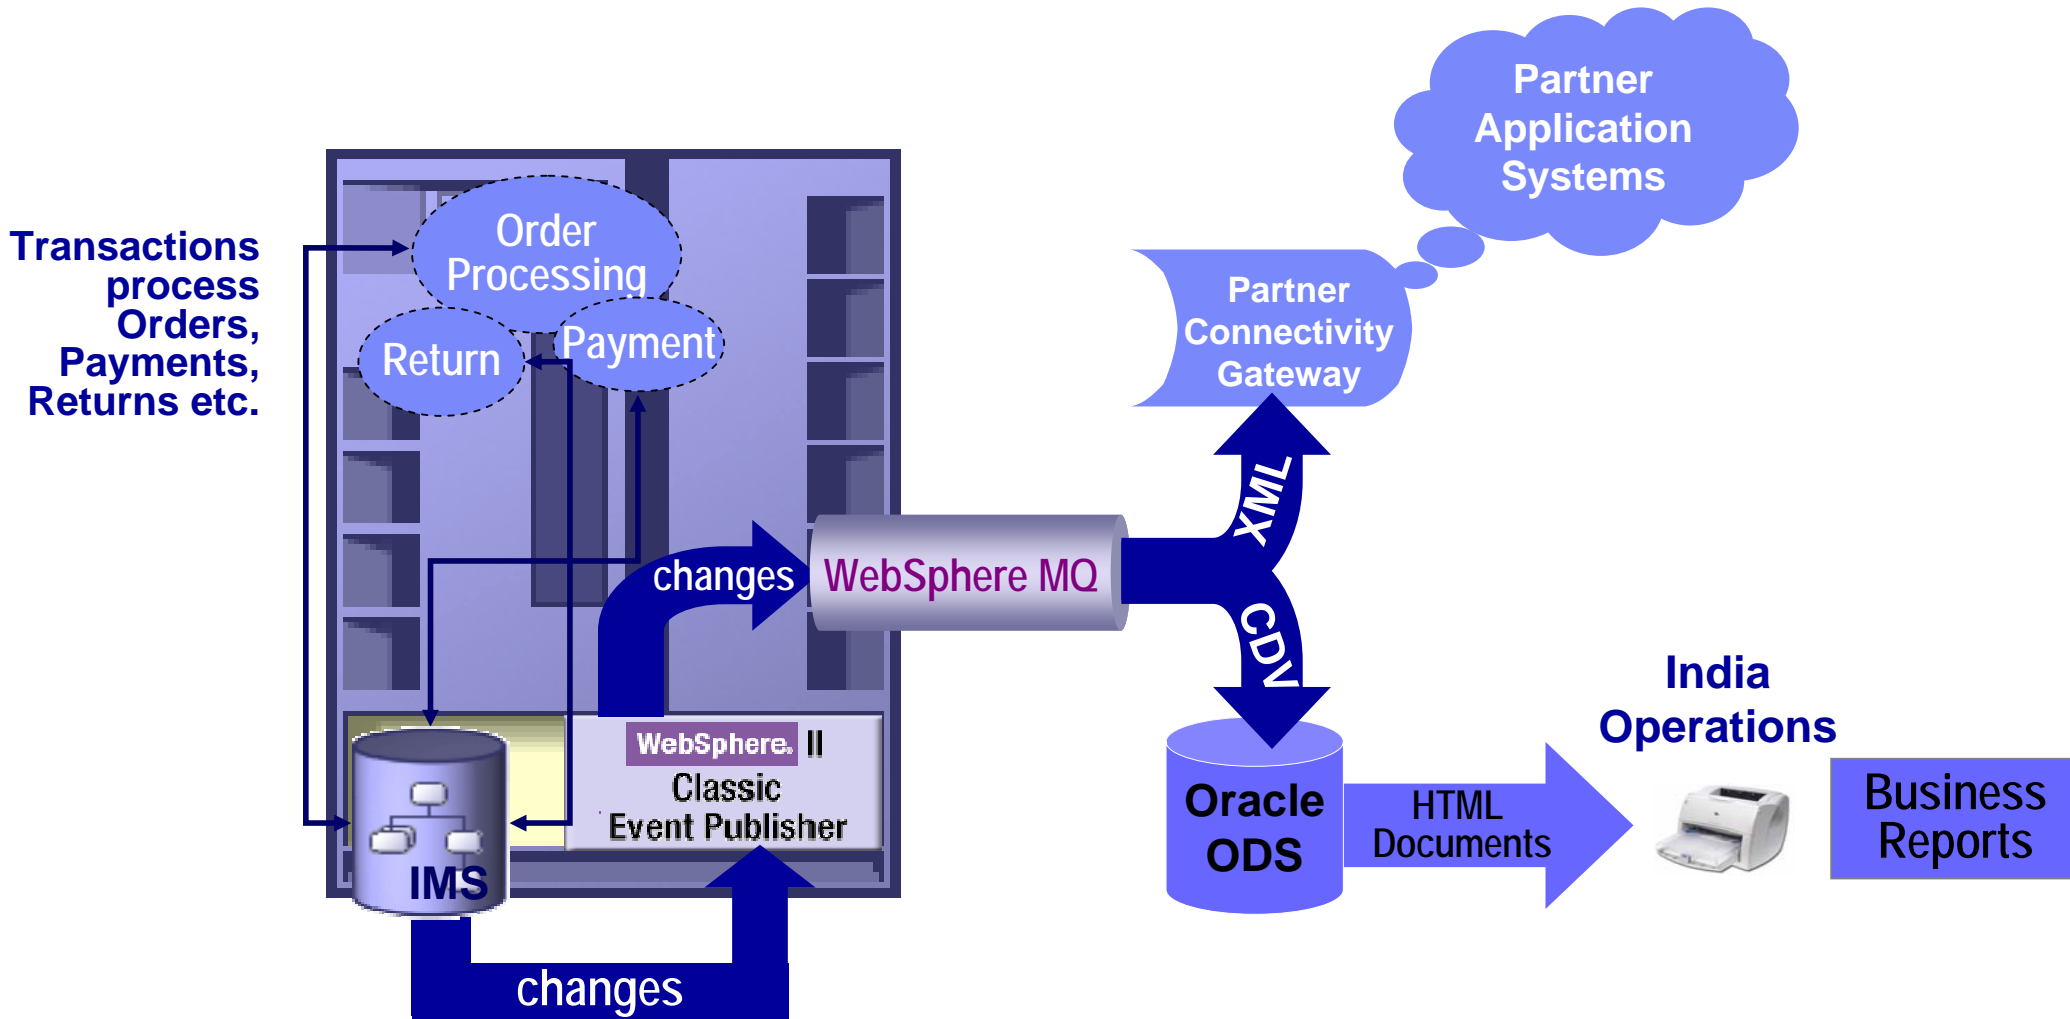 Partner
Application
Systems
Transactions
process
Orders,
Payments,
Returns etc.
Order
Processing
Return
Payment
Partner
Connectivity
Gateway
XML
changes
WebSphere MQ
CDV
WebSphere® II
Classic
Event Publisher
IMS
changes
Oracle
ODS
HTML
Documents
India
Operations
Business
Reports